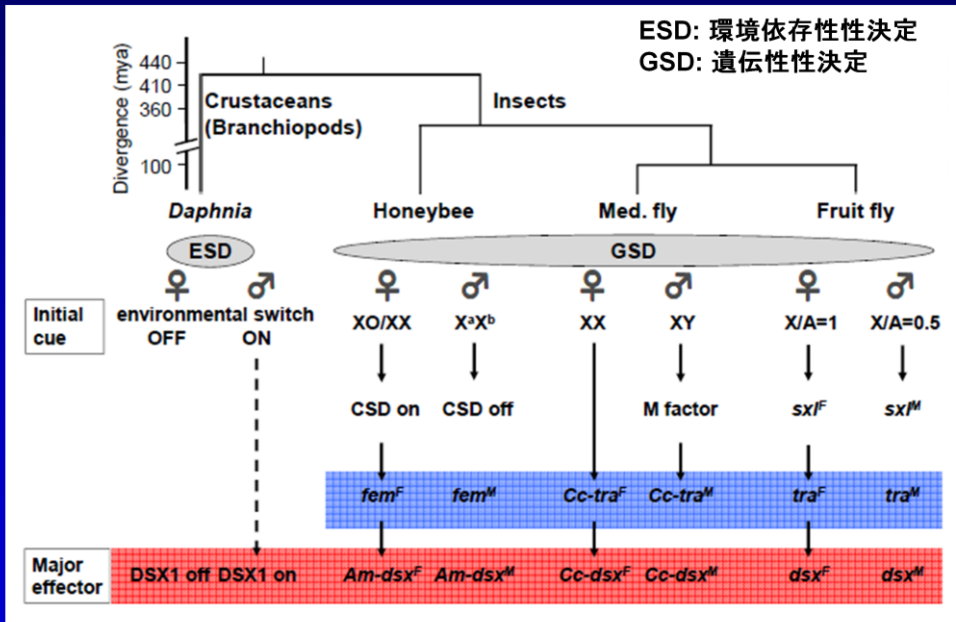 ESD: 環境依存性性決定
GSD: 遺伝性性決定
Divergence (mya)
440
410
360
100
Crustaceans
(Branchiopods)
Insects
Daphnia Honeybee Med. fly Fruit fly
ESD GSD
♀ ♂ ♀ ♂ ♀ ♂ ♀ ♂
Initial
cue
environmental switch
OFF ON
XO/XX XᵃXᵇ XX XY X/A=1 X/A=0.5
CSD on CSD off M factor sxlᶠ sxlᴹ
femᶠ femᴹ Cc-traᶠ Cc-traᴹ traᶠ traᴹ
Major
effector
DSX1 off DSX1 on Am-dsxᶠ Am-dsxᴹ Cc-dsxᶠ Cc-dsxᴹ dsxᶠ dsxᴹ